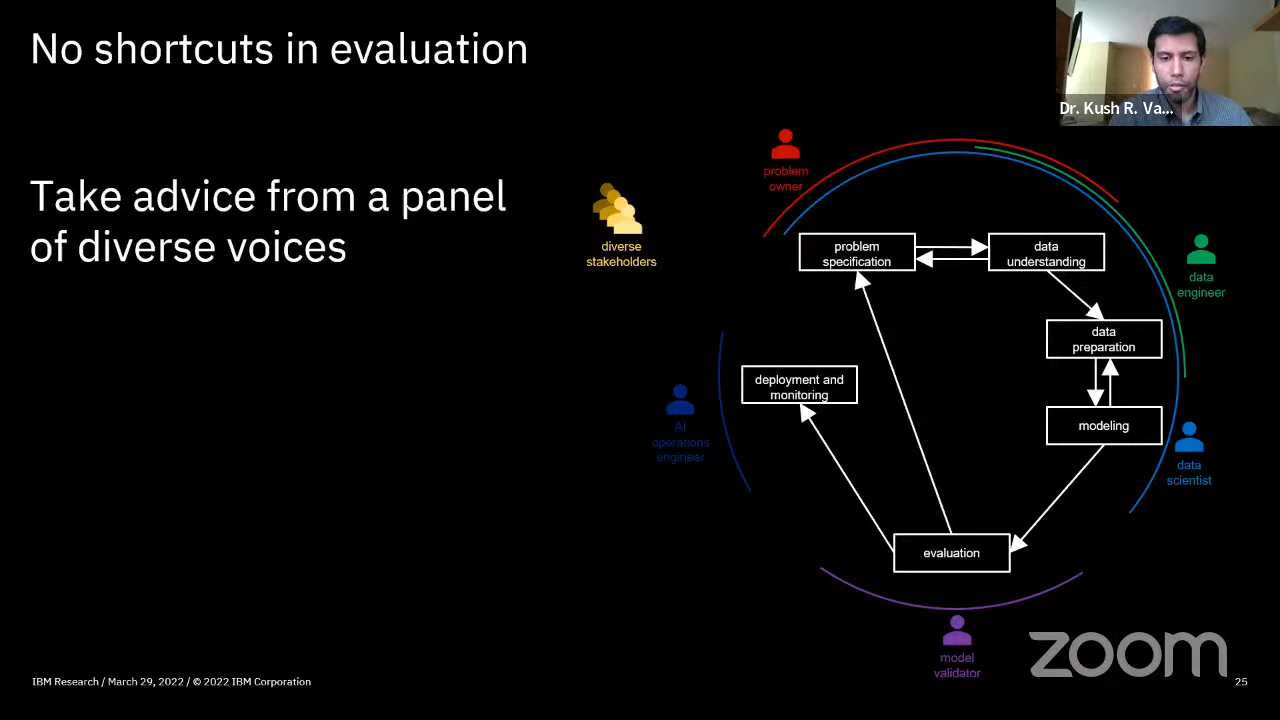 No shortcuts in evaluation
Dr. Kush R. Va...
Take advice from a panel
of diverse voices
problem
owner
diverse
stakeholders
problem
specification
data
understanding
data
engineer
data
preparation
deployment and
monitoring
AI
operations
engineer
modeling
data
scientist
evaluation
model
validator
zoom
IBM Research / March 29, 2022 / © 2022 IBM Corporation
25